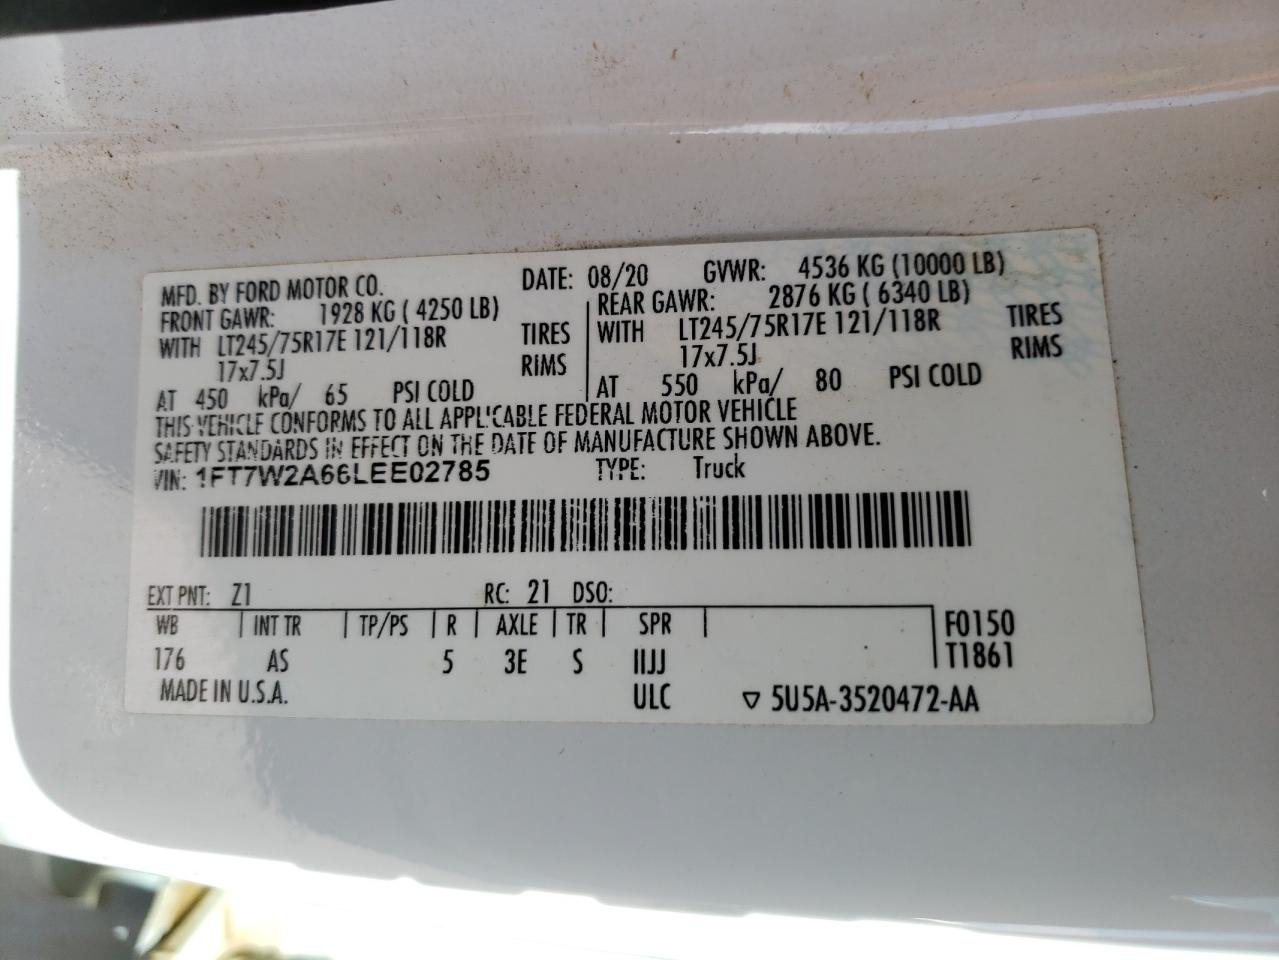 MFD. BY FORD MOTOR CO. DATE: 08/20 GVWR: 4536 KG (10000 LB)
FRONT GAWR: 1928 KG ( 4250 LB) REAR GAWR: 2876 KG ( 6340 LB)
WITH LT245/75R17E 121/118R TIRES WITH LT245/75R17E 121/118R TIRES
17x7.5J RIMS 17x7.5J RIMS
AT 450 kPa/ 65 PSI COLD AT 550 kPa/ 80 PSI COLD
THIS VEHICLE CONFORMS TO ALL APPLICABLE FEDERAL MOTOR VEHICLE
SAFETY STANDARDS IN EFFECT ON THE DATE OF MANUFACTURE SHOWN ABOVE.
VIN: 1FT7W2A66LEE02785 TYPE: Truck
EXT PNT: Z1 RC: 21 DSO:
WB INT TR TP/PS R AXLE TR SPR F0150
176 AS 5 3E S IIJJ T1861
MADE IN U.S.A. ULC ▽ 5U5A-3520472-AA